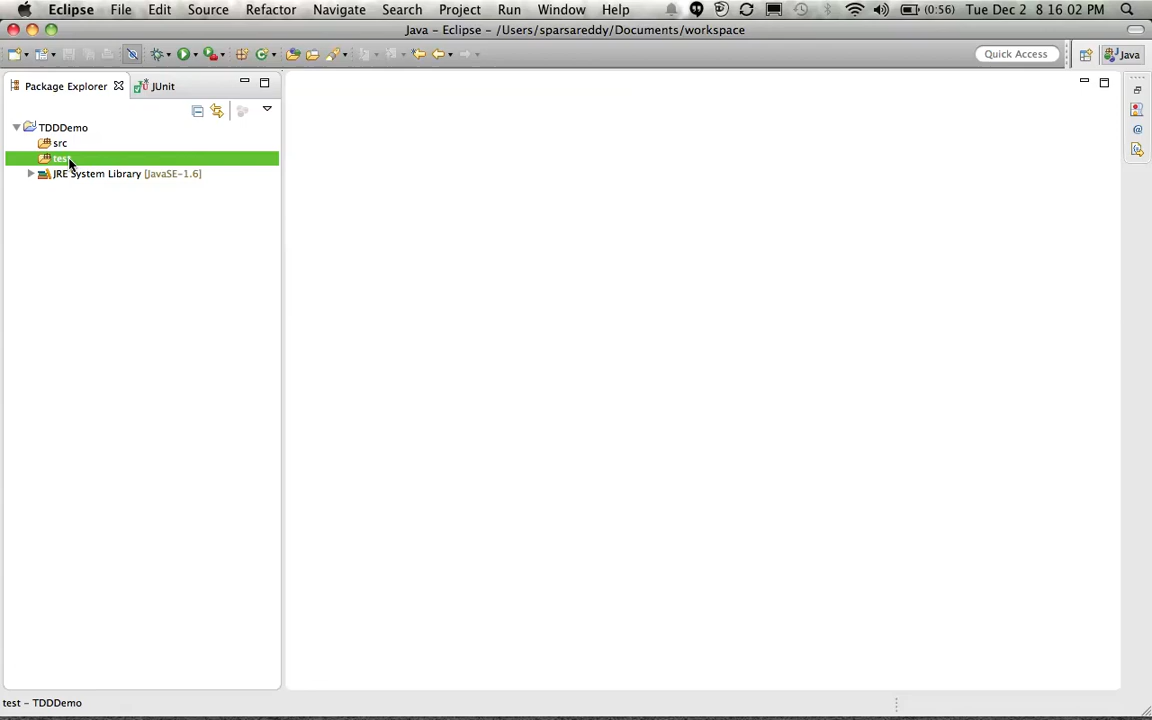 Eclipse File Edit Source Refactor Navigate Search Project Run Window Help (0:56) Tue Dec 2 8 16 02 PM
Java - Eclipse - /Users/sparsareddy/Documents/workspace
Quick Access Java
Package Explorer JUnit
TDDDemo
src
test
JRE System Library [JavaSE-1.6]
test - TDDDemo